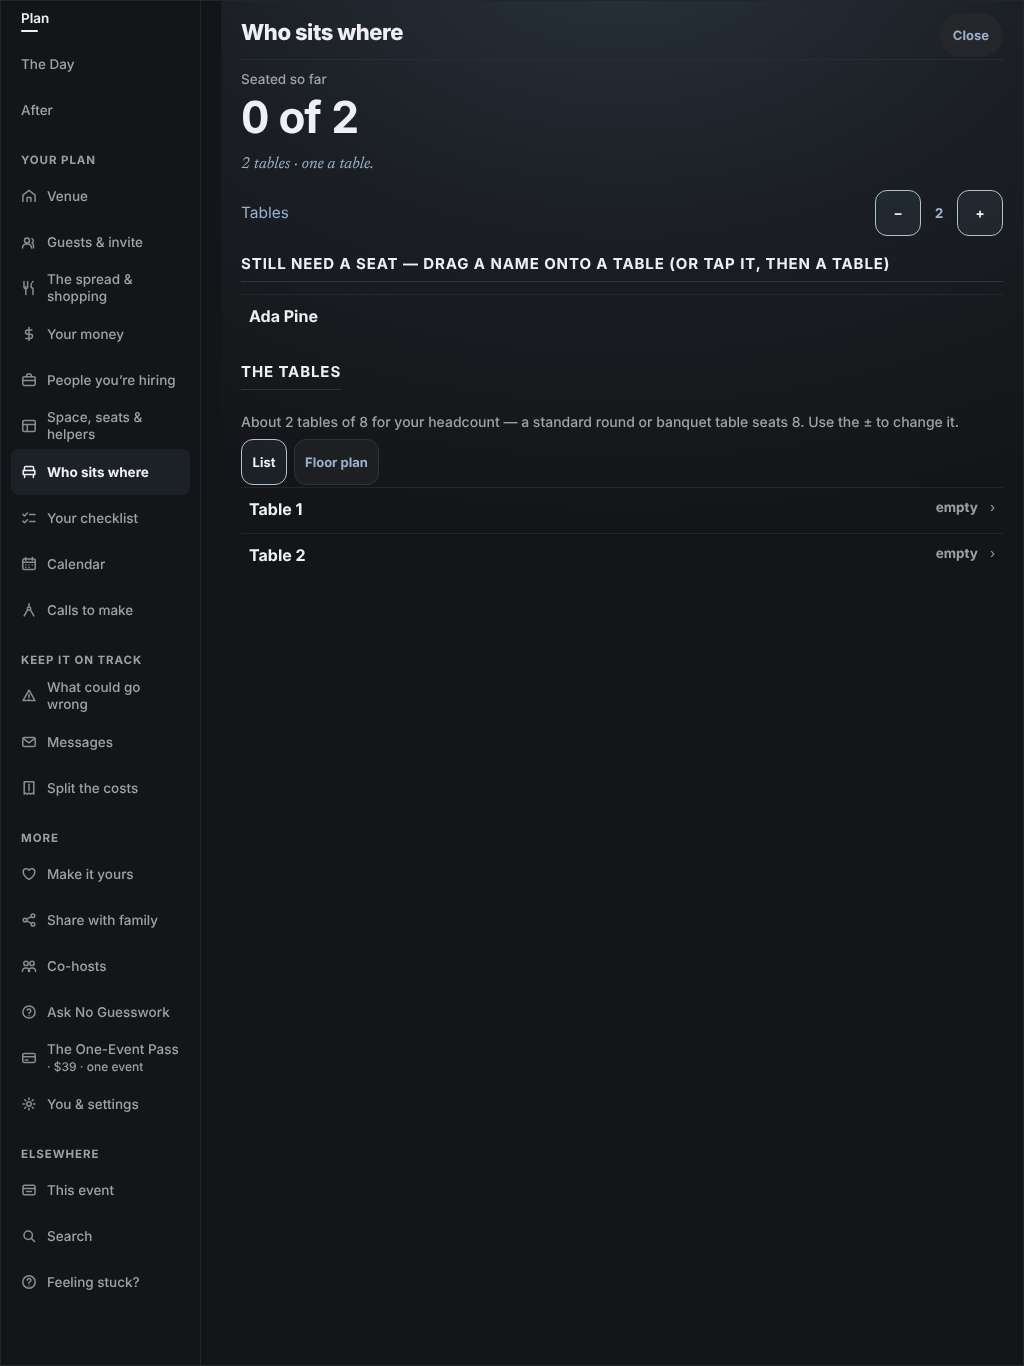 Plan
The Day
After
YOUR PLAN
Venue
Guests & invite
The spread &
shopping
Your money
People you’re hiring
Space, seats &
helpers
Who sits where
Your checklist
Calendar
Calls to make
KEEP IT ON TRACK
What could go
wrong
Messages
Split the costs
MORE
Make it yours
Share with family
Co-hosts
Ask No Guesswork
The One-Event Pass
· $39 · one event
You & settings
ELSEWHERE
This event
Search
Feeling stuck?
Who sits where
Close
Seated so far
0 of 2
2 tables · one a table.
Tables
– 2 +
STILL NEED A SEAT — DRAG A NAME ONTO A TABLE (OR TAP IT, THEN A TABLE)
Ada Pine
THE TABLES
About 2 tables of 8 for your headcount — a standard round or banquet table seats 8. Use the ± to change it.
List Floor plan
Table 1 empty ›
Table 2 empty ›